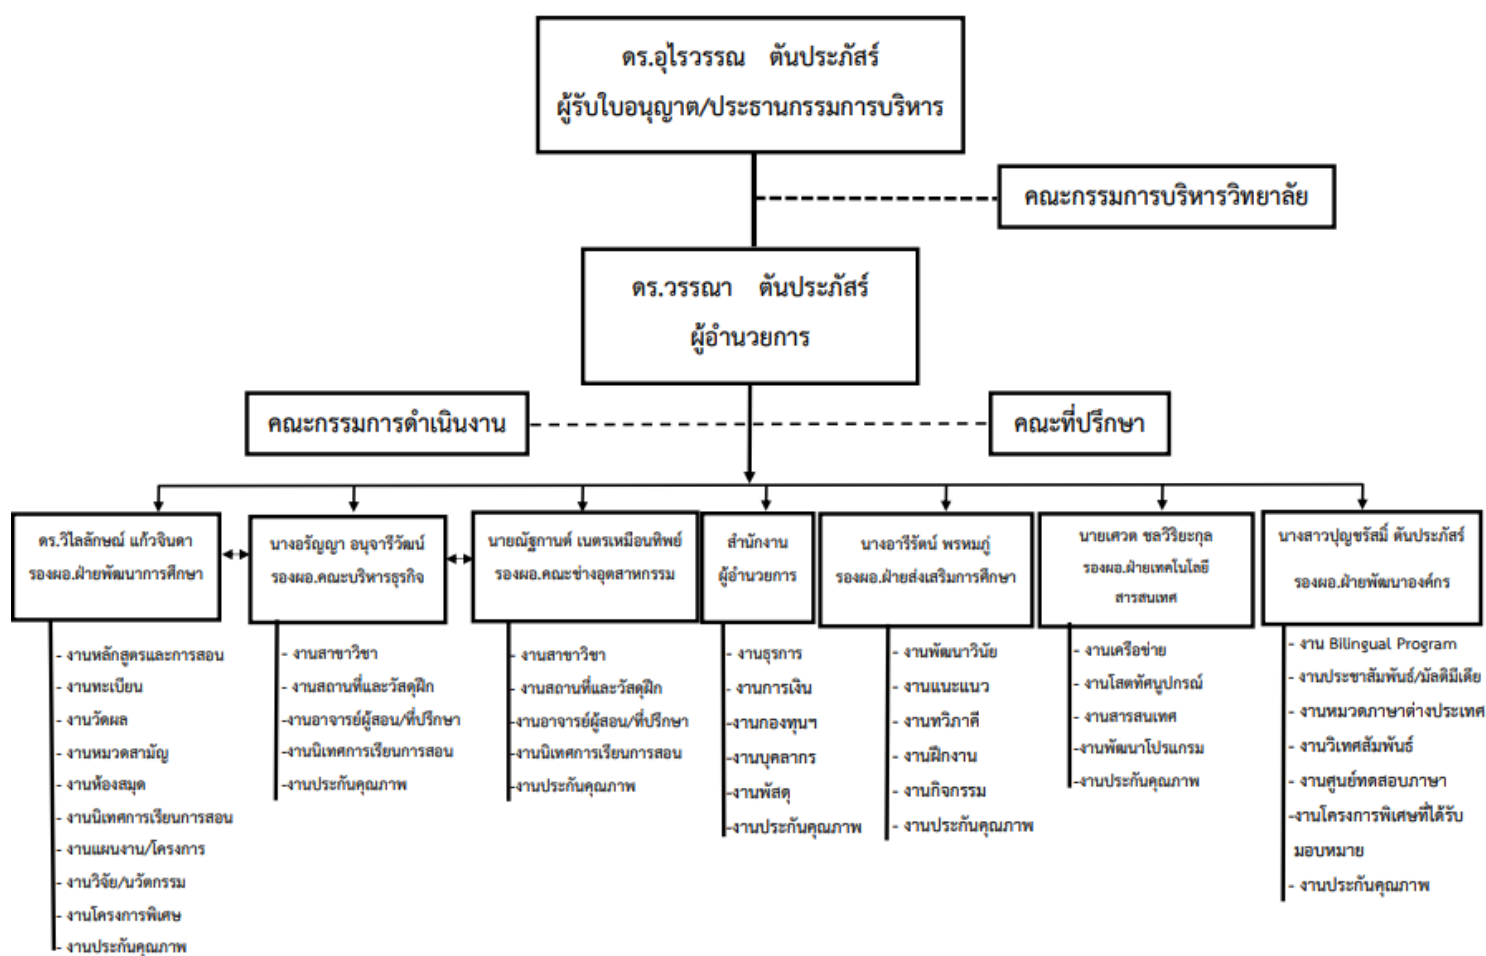 ดร.อุไรวรรณ ตันประภัสร์
ผู้รับใบอนุญาต/ประธานกรรมการบริหาร
คณะกรรมการบริหารวิทยาลัย
ดร.วรรณา ตันประภัสร์
ผู้อำนวยการ
คณะกรรมการดำเนินงาน
คณะที่ปรึกษา
ดร.วิไลลักษณ์ แก้วจินดา
รองผอ.ฝ่ายพัฒนาการศึกษา
- งานหลักสูตรและการสอน
- งานทะเบียน
- งานวัดผล
- งานหมวดสามัญ
- งานห้องสมุด
- งานนิเทศการเรียนการสอน
- งานแผนงาน/โครงการ
- งานวิจัย/นวัตกรรม
- งานโครงการพิเศษ
- งานประกันคุณภาพ
นางอรัญญา อนุจารีวัฒน์
รองผอ.คณะบริหารธุรกิจ
- งานสาขาวิชา
- งานสถานที่และวัสดุฝึก
-งานอาจารย์ผู้สอน/ที่ปรึกษา
-งานนิเทศการเรียนการสอน
-งานประกันคุณภาพ
นายณัฐกานต์ เนตรเหมือนทิพย์
รองผอ.คณะช่างอุตสาหกรรม
- งานสาขาวิชา
- งานสถานที่และวัสดุฝึก
-งานอาจารย์ผู้สอน/ที่ปรึกษา
-งานนิเทศการเรียนการสอน
-งานประกันคุณภาพ
สำนักงาน
ผู้อำนวยการ
- งานธุรการ
- งานการเงิน
-งานกองทุนฯ
-งานบุคลากร
-งานพัสดุ
-งานประกันคุณภาพ
นางอารีรัตน์ พรหมภู่
รองผอ.ฝ่ายส่งเสริมการศึกษา
- งานพัฒนาวินัย
- งานแนะแนว
- งานทวิภาคี
- งานฝึกงาน
- งานกิจกรรม
- งานประกันคุณภาพ
นายเศวต ชลวิริยะกุล
รองผอ.ฝ่ายเทคโนโลยี
สารสนเทศ
- งานเครือข่าย
- งานโสตทัศนูปกรณ์
- งานสารสนเทศ
-งานพัฒนาโปรแกรม
-งานประกันคุณภาพ
นางสาวปุญชรัสมิ์ ตันประภัสร์
รองผอ.ฝ่ายพัฒนาองค์กร
- งาน Bilingual Program
- งานประชาสัมพันธ์/มัลติมีเดีย
- งานหมวดภาษาต่างประเทศ
- งานวิเทศสัมพันธ์
- งานศูนย์ทดสอบภาษา
-งานโครงการพิเศษที่ได้รับ
มอบหมาย
- งานประกันคุณภาพ